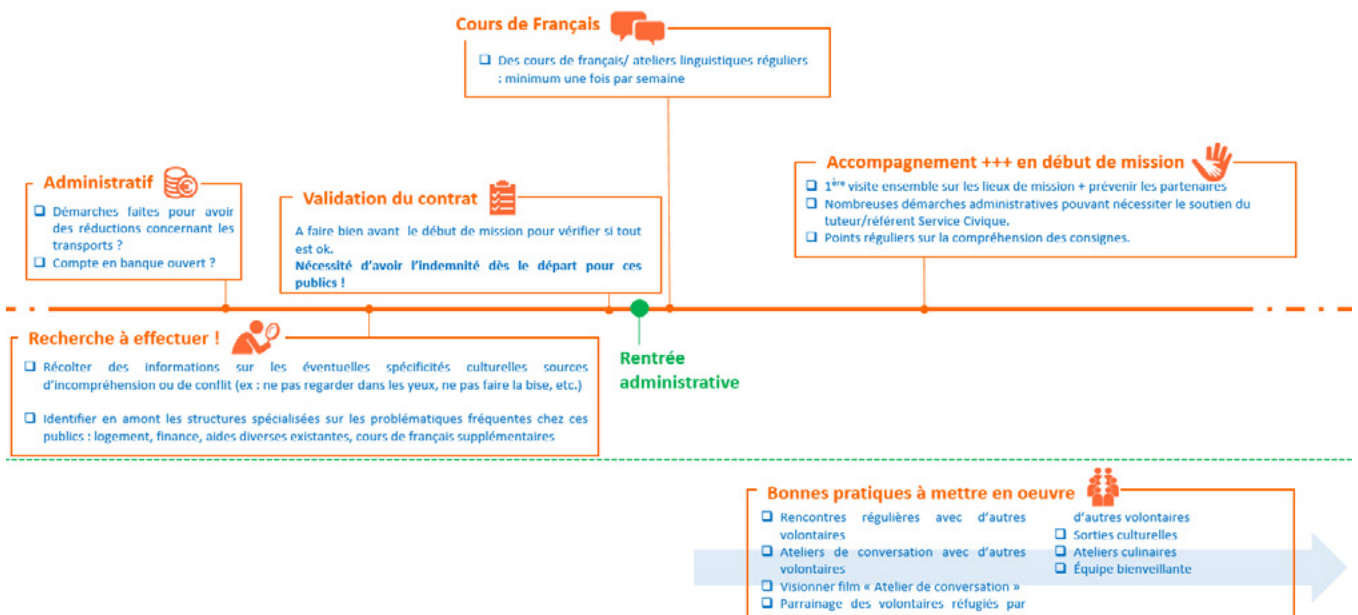 Cours de Français
❑ Des cours de français/ ateliers linguistiques réguliers
: minimum une fois par semaine
Administratif
❑ Démarches faites pour avoir
des réductions concernant les
transports ?
❑ Compte en banque ouvert ?
Validation du contrat
A faire bien avant le début de mission pour vérifier si tout
est ok.
Nécessité d’avoir l’indemnité dès le départ pour ces
publics !
Accompagnement +++ en début de mission
❑ 1ère visite ensemble sur les lieux de mission + prévenir les partenaires
❑ Nombreuses démarches administratives pouvant nécessiter le soutien du
tuteur/référent Service Civique.
❑ Points réguliers sur la compréhension des consignes.
Recherche à effectuer !
❑ Récolter des informations sur les éventuelles spécificités culturelles sources
d’incompréhension ou de conflit (ex : ne pas regarder dans les yeux, ne pas faire la bise, etc.)
❑ Identifier en amont les structures spécialisées sur les problématiques fréquentes chez ces
publics : logement, finance, aides diverses existantes, cours de français supplémentaires
Rentrée
administrative
Bonnes pratiques à mettre en oeuvre
❑ Rencontres régulières avec d’autres
volontaires
❑ Ateliers de conversation avec d’autres
volontaires
❑ Visionner film « Atelier de conversation »
❑ Parrainage des volontaires réfugiés par
d’autres volontaires
❑ Sorties culturelles
❑ Ateliers culinaires
❑ Équipe bienveillante